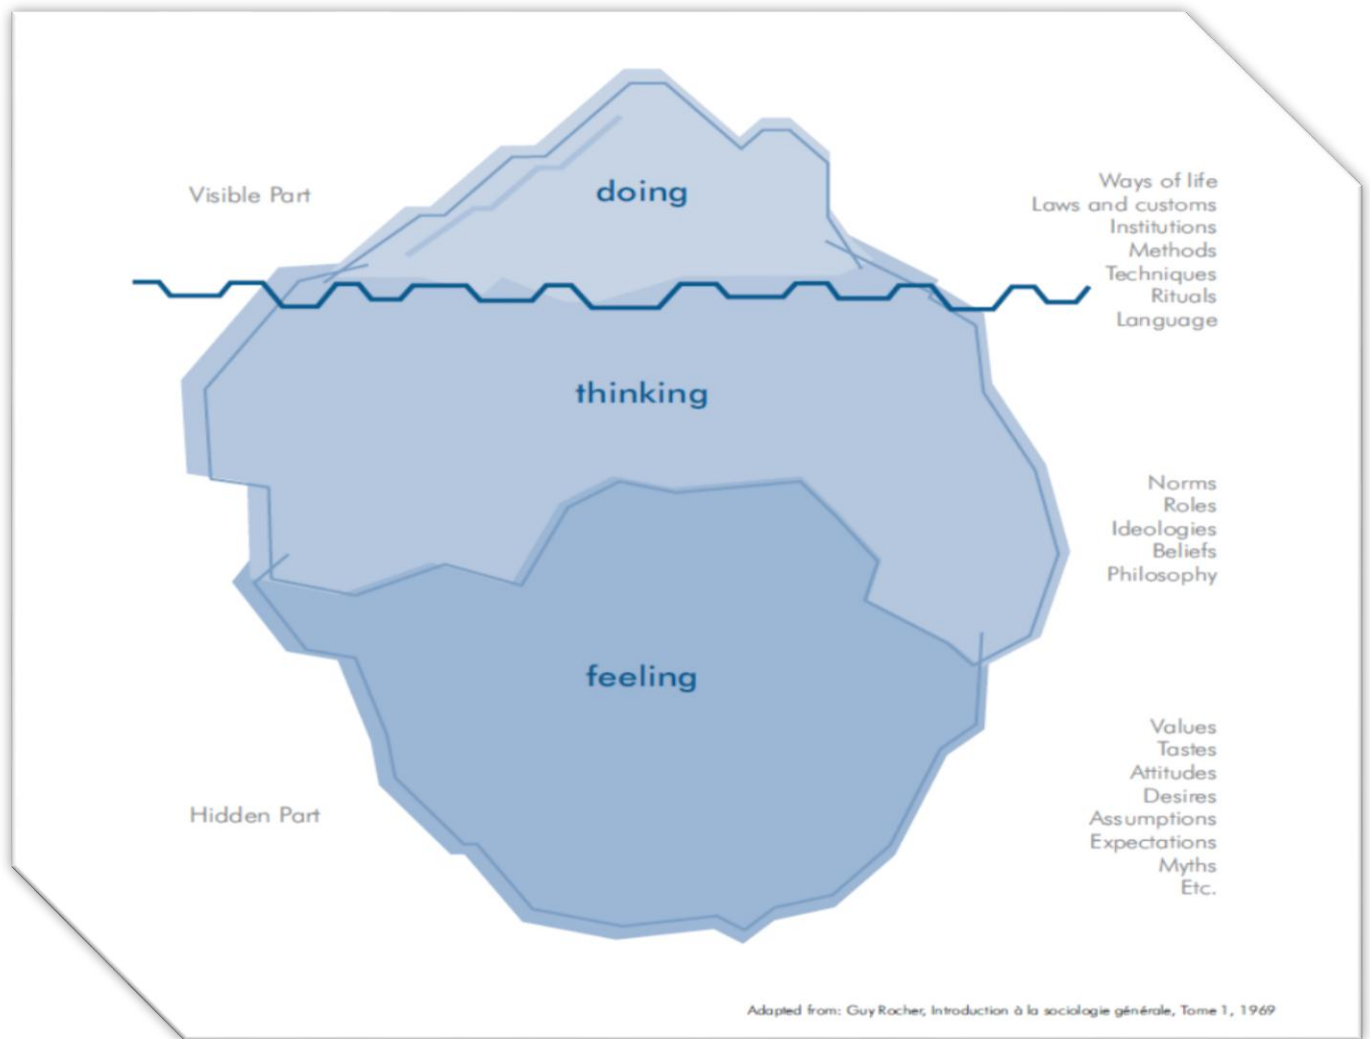 doing
Visible Part
Ways of life
Laws and customs
Institutions
Methods
Techniques
Rituals
Language
thinking
Norms
Roles
Ideologies
Beliefs
Philosophy
feeling
Values
Tastes
Attitudes
Desires
Assumptions
Expectations
Myths
Etc.
Hidden Part
Adapted from: Guy Rocher, Introduction à la sociologie générale, Tome 1, 1969